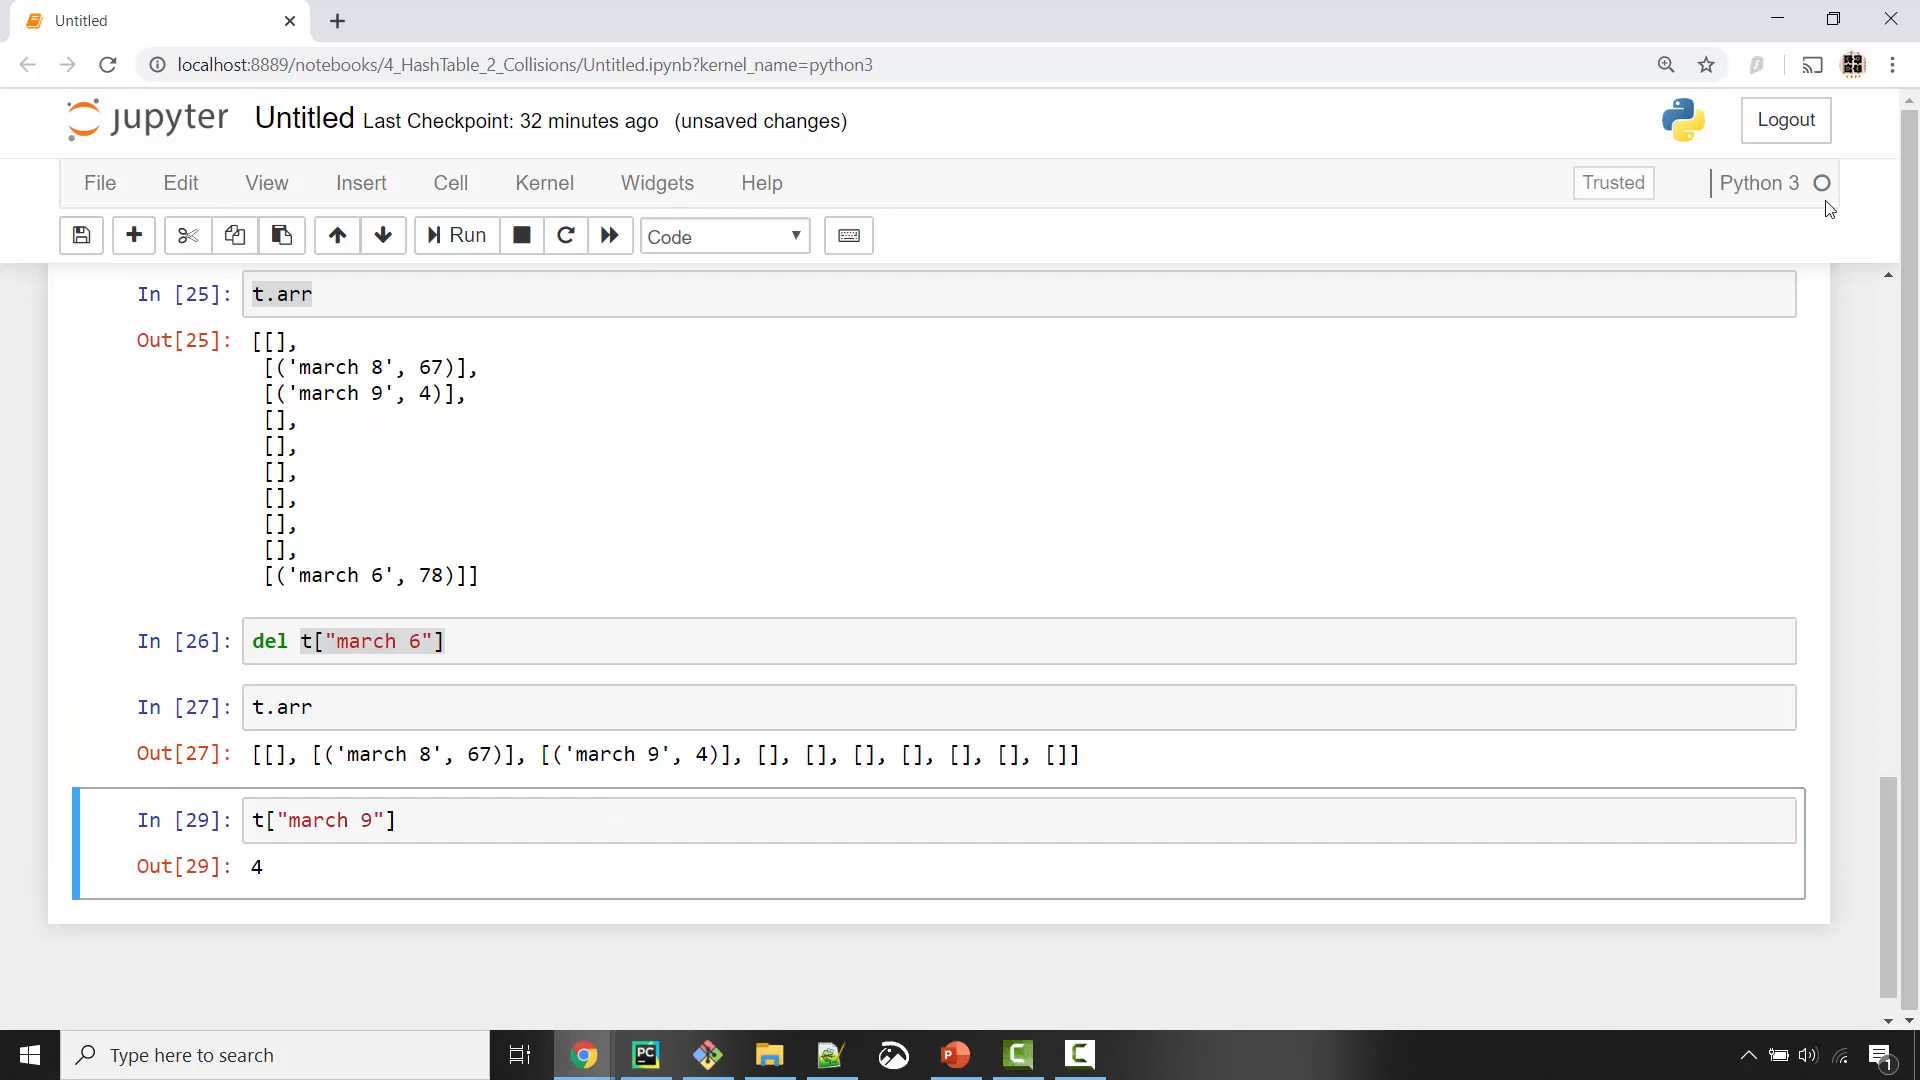 Untitled
localhost:8889/notebooks/4_HashTable_2_Collisions/Untitled.ipynb?kernel_name=python3
jupyter Untitled Last Checkpoint: 32 minutes ago (unsaved changes)
Logout
File Edit View Insert Cell Kernel Widgets Help
Trusted
Python 3
Run
Code
In [25]: t.arr
Out[25]: [[],
[('march 8', 67)],
[('march 9', 4)],
[],
[],
[],
[],
[],
[],
[('march 6', 78)]]
In [26]: del t["march 6"]
In [27]: t.arr
Out[27]: [[], [('march 8', 67)], [('march 9', 4)], [], [], [], [], [], [], []]
In [29]: t["march 9"]
Out[29]: 4
Type here to search
PC
P
C
C
1